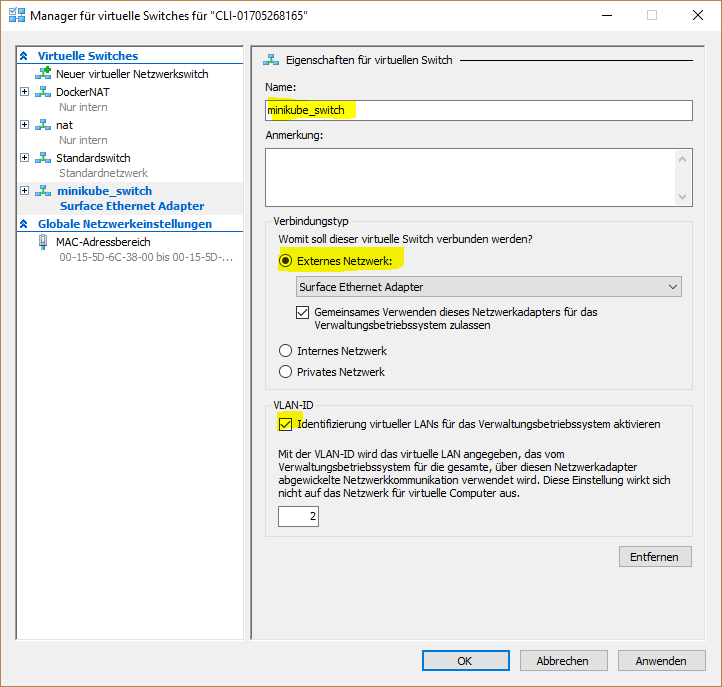 Manager für virtuelle Switches für "CLI-01705268165"
Virtuelle Switches
Neuer virtueller Netzwerkswitch
DockerNAT
Nur intern
nat
Nur intern
Standardswitch
Standardnetzwerk
minikube_switch
Surface Ethernet Adapter
Globale Netzwerkeinstellungen
MAC-Adressbereich
00-15-5D-6C-38-00 bis 00-15-5D-...
Eigenschaften für virtuellen Switch
Name:
minikube_switch
Anmerkung:
Verbindungstyp
Womit soll dieser virtuelle Switch verbunden werden?
Externes Netzwerk:
Surface Ethernet Adapter
Gemeinsames Verwenden dieses Netzwerkadapters für das
Verwaltungsbetriebssystem zulassen
Internes Netzwerk
Privates Netzwerk
VLAN-ID
Identifizierung virtueller LANs für das Verwaltungsbetriebssystem aktivieren
Mit der VLAN-ID wird das virtuelle LAN angegeben, das vom
Verwaltungsbetriebssystem für die gesamte, über diesen Netzwerkadapter
abgewickelte Netzwerkkommunikation verwendet wird. Diese Einstellung wirkt sich
nicht auf das Netzwerk für virtuelle Computer aus.
2
Entfernen
OK
Abbrechen
Anwenden